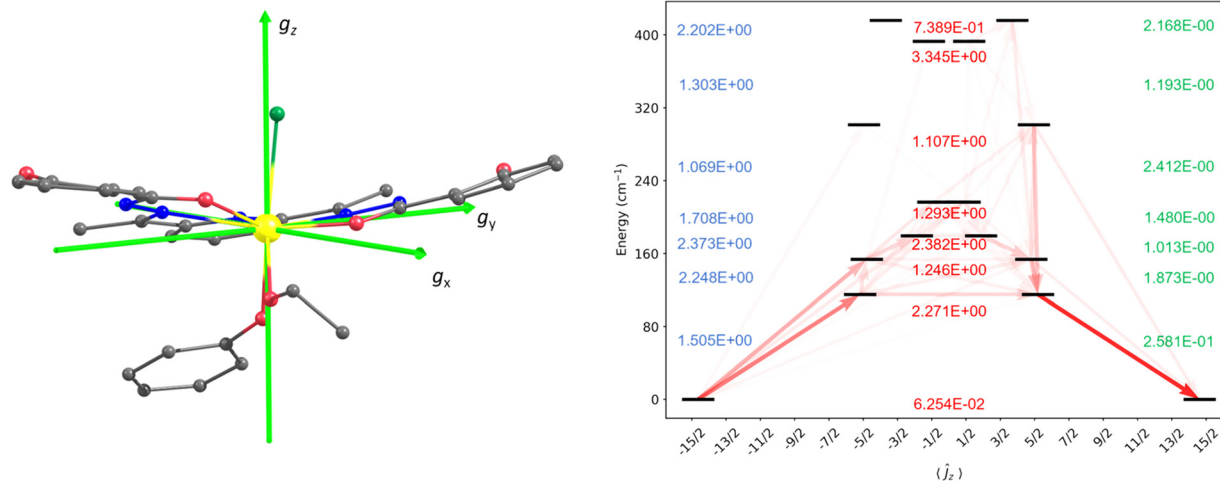 g_z
g_y
g_x
Energy (cm⁻¹)
400
320
240
160
80
0
2.202E+00
1.303E+00
1.069E+00
1.708E+00
2.373E+00
2.248E+00
1.505E+00
7.389E-01
3.345E+00
1.107E+00
1.293E+00
2.382E+00
1.246E+00
2.271E+00
6.254E-02
2.168E-00
1.193E-00
2.412E-00
1.480E-00
1.013E-00
1.873E-00
2.581E-01
-15/2 -13/2 -11/2 -9/2 -7/2 -5/2 -3/2 -1/2 1/2 3/2 5/2 7/2 9/2 11/2 13/2 15/2
⟨ Ĵ_z ⟩